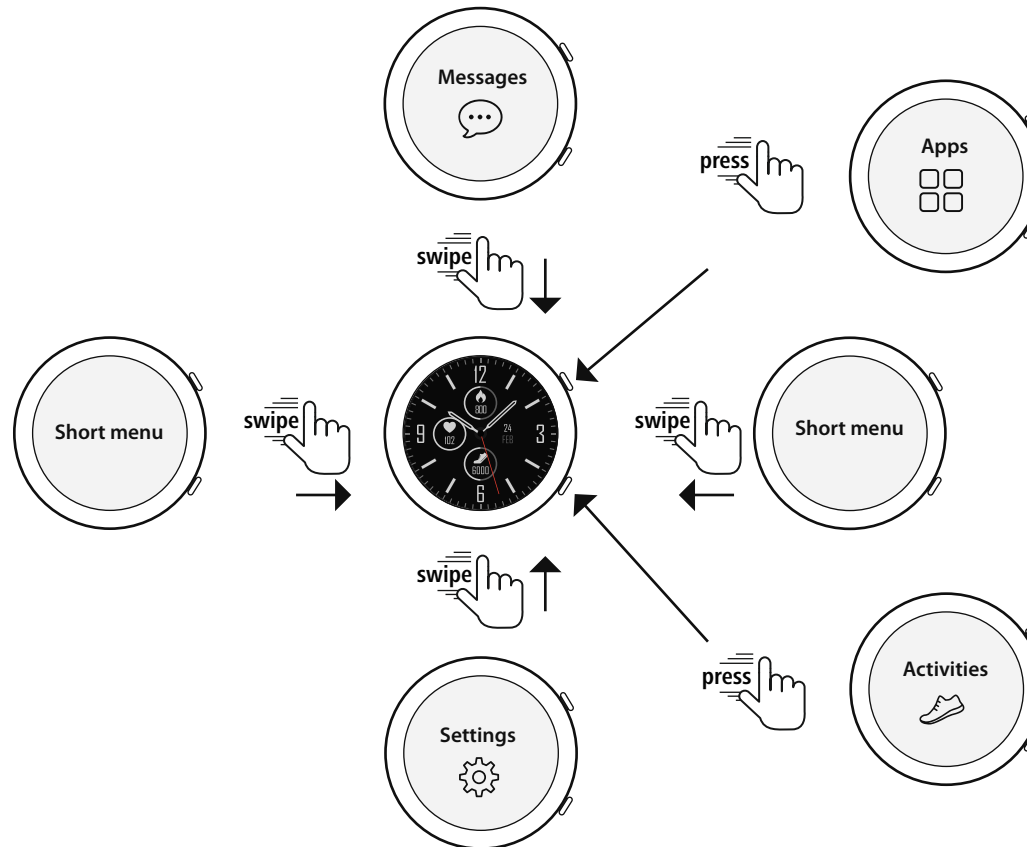 Messages
press
Apps
swipe
Short menu
swipe
12
800
9
102
24
FEB
3
6000
6
swipe
Short menu
swipe
Settings
press
Activities